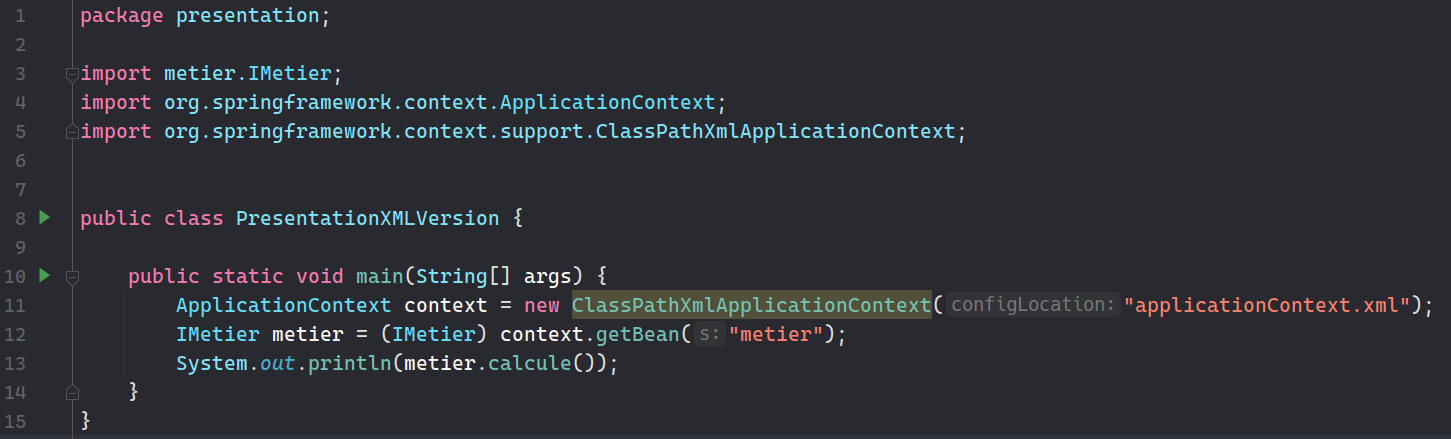 1 package presentation;
2
3 import metier.IMetier;
4 import org.springframework.context.ApplicationContext;
5 import org.springframework.context.support.ClassPathXmlApplicationContext;
6
7
8 public class PresentationXMLVersion {
9
10     public static void main(String[] args) {
11         ApplicationContext context = new ClassPathXmlApplicationContext( configLocation: "applicationContext.xml");
12         IMetier metier = (IMetier) context.getBean( s: "metier");
13         System.out.println(metier.calcule());
14     }
15 }